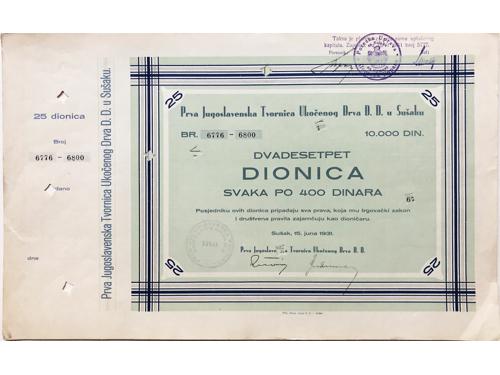 25 dionica
Broj
6776 - 6800
dne
Prva Jugoslavenska Tvornica Ukočenog Drva D. D. u Sušaku.
25
25
Prva Jugoslavenska Tvornica Ukočenog Drva D. D. u Sušaku
BR. 6776 - 6800
10.000 DIN.
DVADESETPET
DIONICA
SVAKA PO 400 DINARA
Posjedniku ovih dionica pripadaju sva prava, koja mu trgovački zakon
i društvena pravila zajamčuju kao dioničaru.
Sušak, 15. juna 1931.
Prva Jugoslavenska Tvornica Ukočenog Drva D. D.
25
25